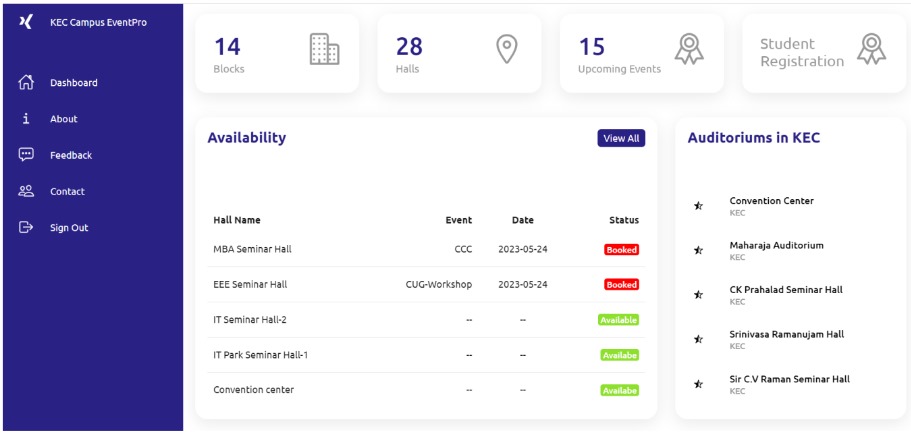 KEC Campus EventPro
Dashboard
About
Feedback
Contact
Sign Out
14
Blocks
28
Halls
15
Upcoming Events
Student
Registration
Availability
View All
Hall Name Event Date Status
MBA Seminar Hall CCC 2023-05-24 Booked
EEE Seminar Hall CUG-Workshop 2023-05-24 Booked
IT Seminar Hall-2 -- -- Available
IT Park Seminar Hall-1 -- -- Availabe
Convention center -- -- Availabe
Auditoriums in KEC
Convention Center
KEC
Maharaja Auditorium
KEC
CK Prahalad Seminar Hall
KEC
Srinivasa Ramanujam Hall
KEC
Sir C.V Raman Seminar Hall
KEC